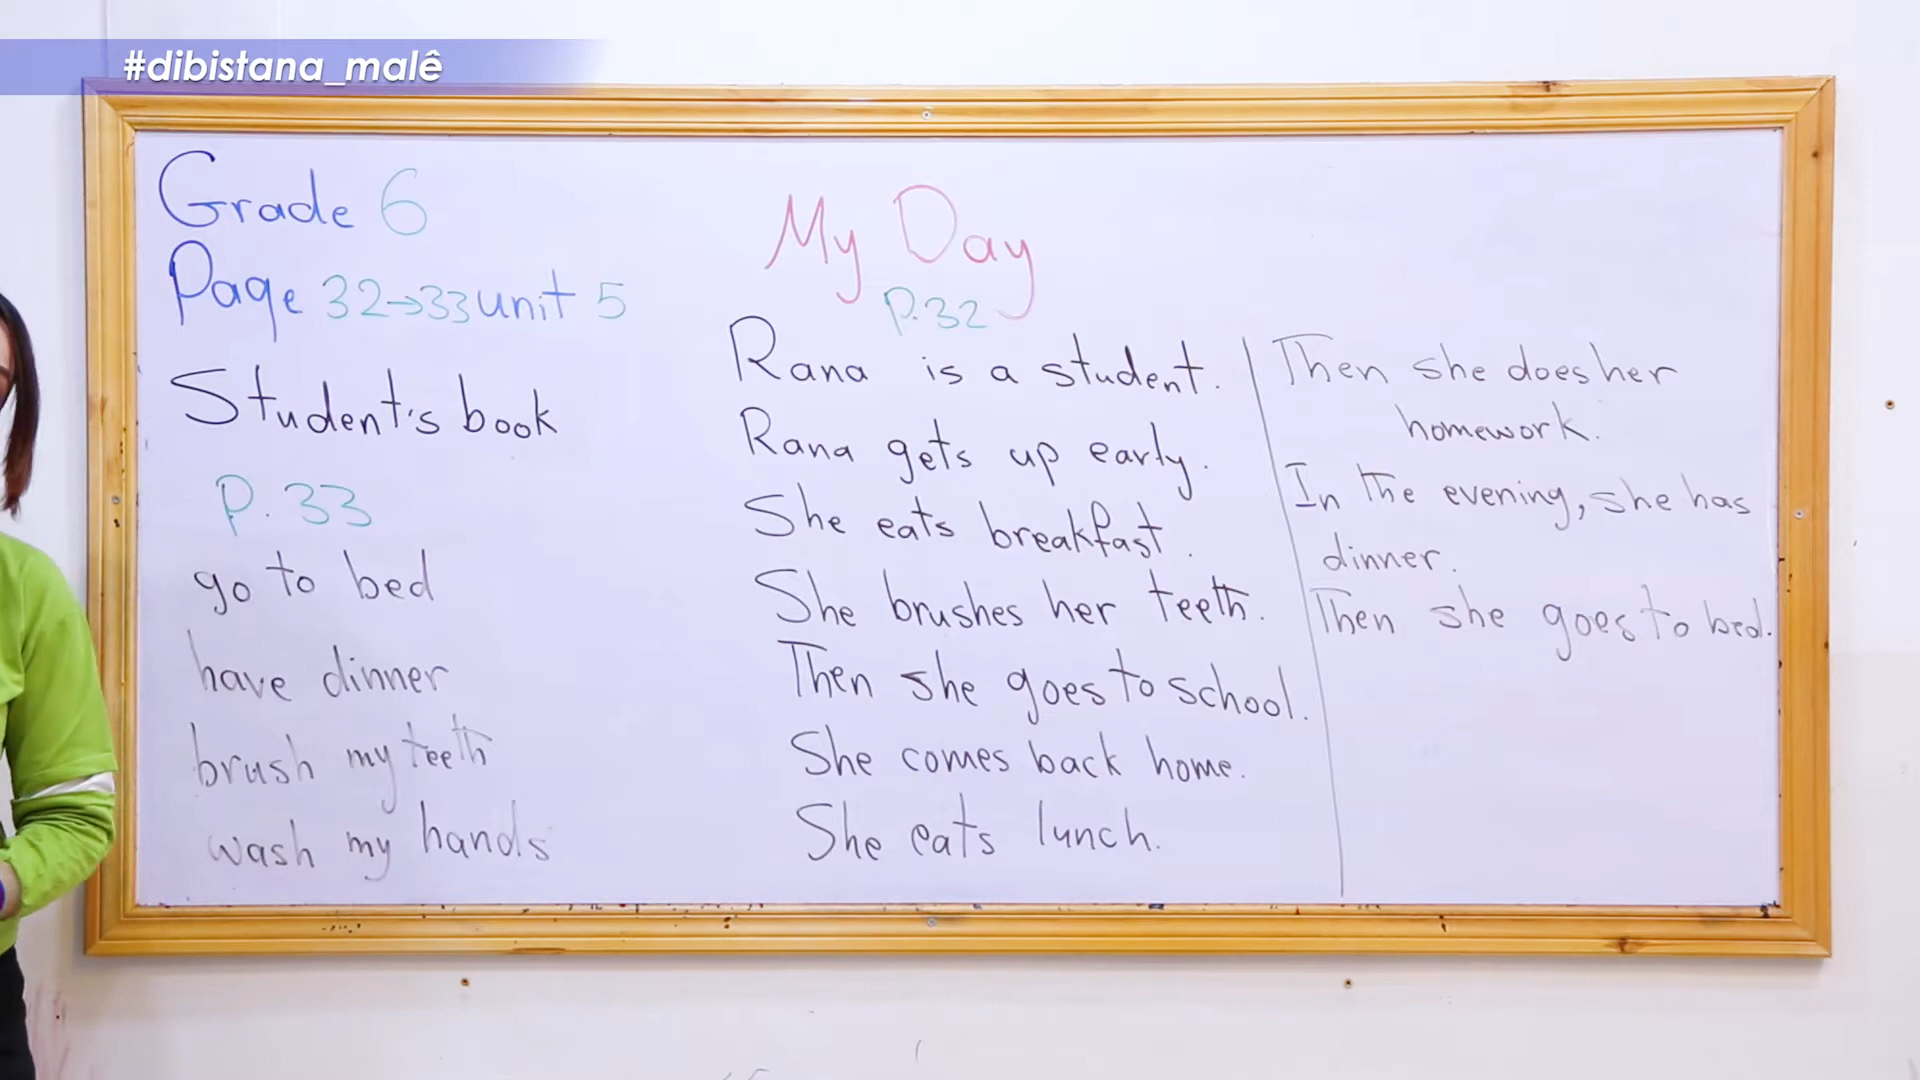 #dibistana_malê
Grade 6
Page 32→33 unit 5
Student's book
P. 33
go to bed
have dinner
brush my teeth
wash my hands
My Day
P.32
Rana is a student.
Rana gets up early.
She eats breakfast.
She brushes her teeth.
Then she goes to school.
She comes back home.
She eats lunch.
Then she does her
homework.
In the evening, she has
dinner.
Then she goes to bed.